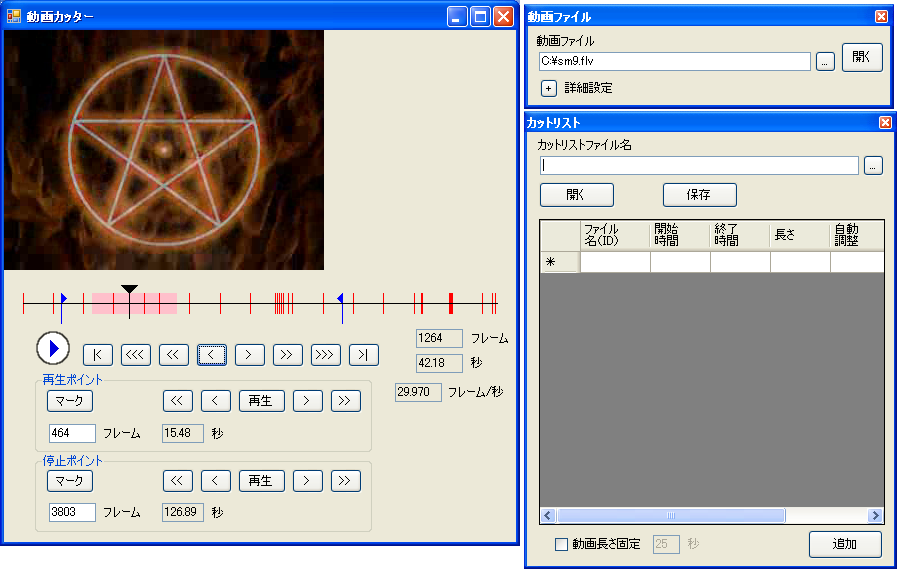 動画カッター
|<
<<<
<<
<
>
>>
>>>
>|
1264 フレーム
42.18 秒
29.970 フレーム/秒
再生ポイント
マーク
<<
<
再生
>
>>
464 フレーム 15.48 秒
停止ポイント
マーク
<<
<
再生
>
>>
3803 フレーム 126.89 秒
動画ファイル
動画ファイル
C:¥sm9.flv
...
開く
+ 詳細設定
カットリスト
カットリストファイル名
...
開く
保存
ファイル
名(ID)
開始
時間
終了
時間
長さ
自動
調整
*
動画長さ固定 25 秒
追加